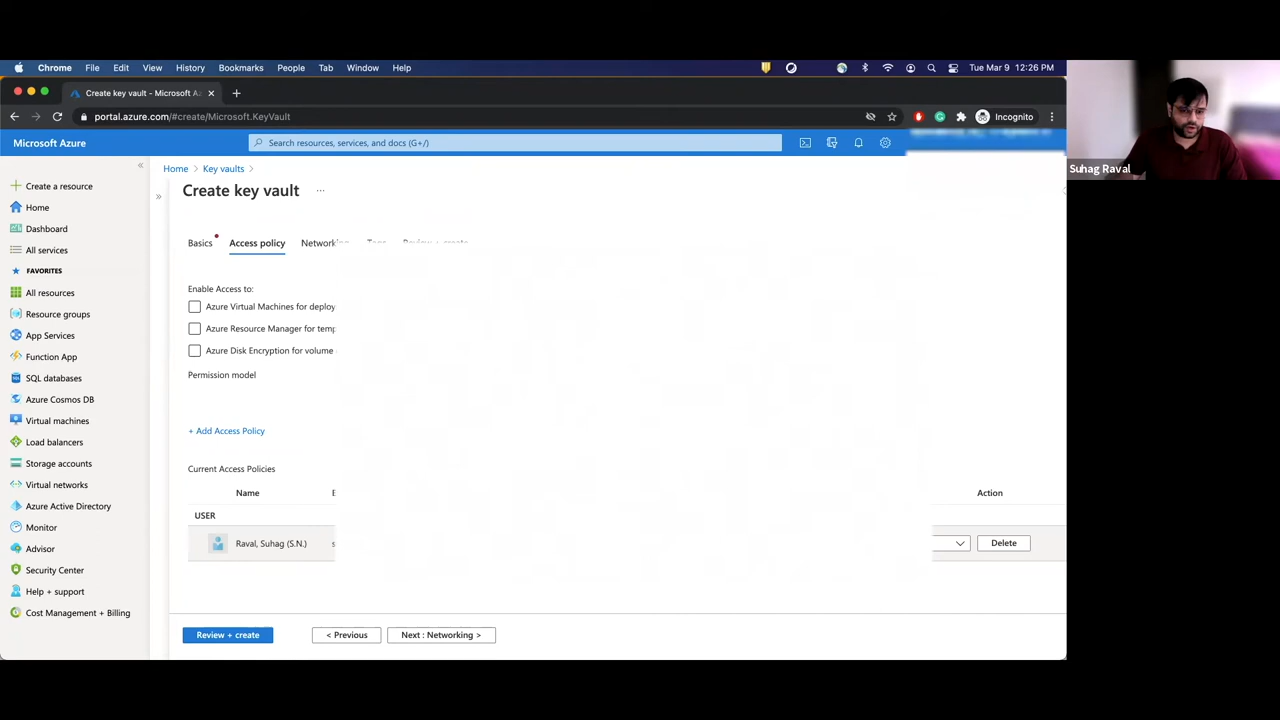 Chrome File Edit View History Bookmarks People Tab Window Help Tue Mar 9 12:26 PM
Create key vault - Microsoft Az
portal.azure.com/#create/Microsoft.KeyVault Incognito
Microsoft Azure Search resources, services, and docs (G+/)
Home > Key vaults >
Create key vault ...
Suhag Raval
Create a resource
Home
Dashboard
All services
FAVORITES
All resources
Resource groups
App Services
Function App
SQL databases
Azure Cosmos DB
Virtual machines
Load balancers
Storage accounts
Virtual networks
Azure Active Directory
Monitor
Advisor
Security Center
Help + support
Cost Management + Billing
Basics Access policy Networking Tags Review + create
Enable Access to:
Azure Virtual Machines for deploy
Azure Resource Manager for temp
Azure Disk Encryption for volume
Permission model
+ Add Access Policy
Current Access Policies
Name E Action
USER
Raval, Suhag (S.N.) s Delete
Review + create < Previous Next : Networking >